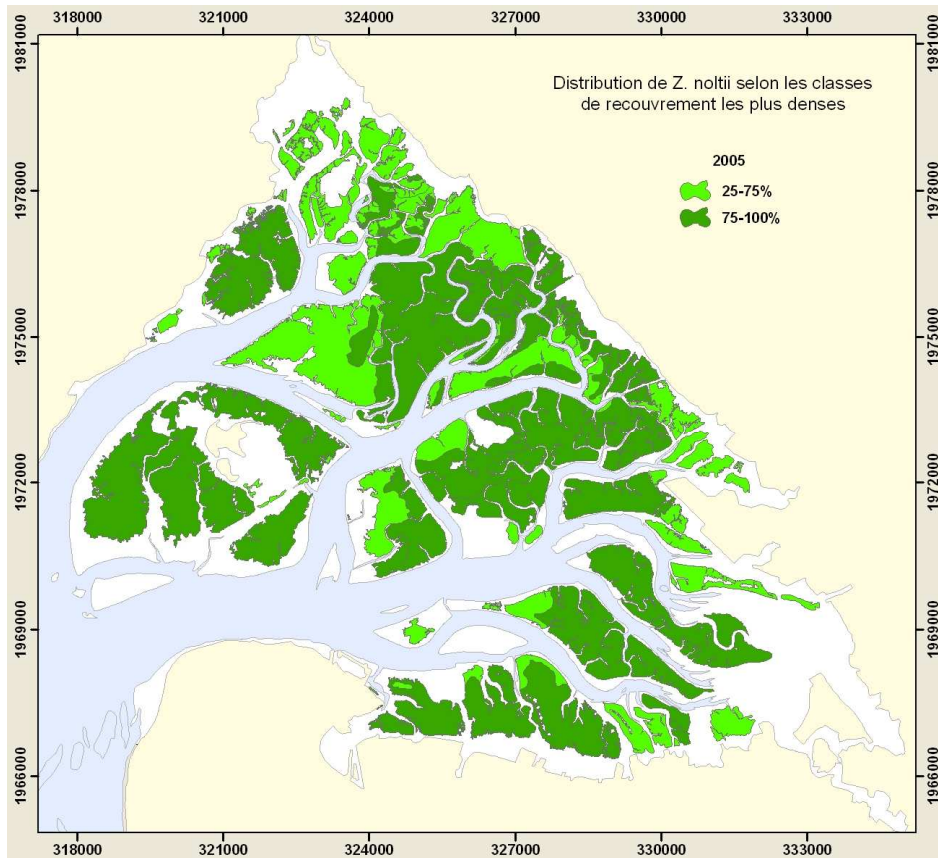 318000 321000 324000 327000 330000 333000
1981000 1981000
Distribution de Z. noltii selon les classes
de recouvrement les plus denses
2005
25-75%
75-100%
1978000 1978000
1975000 1975000
1972000 1972000
1969000 1969000
1966000 1966000
318000 321000 324000 327000 330000 333000